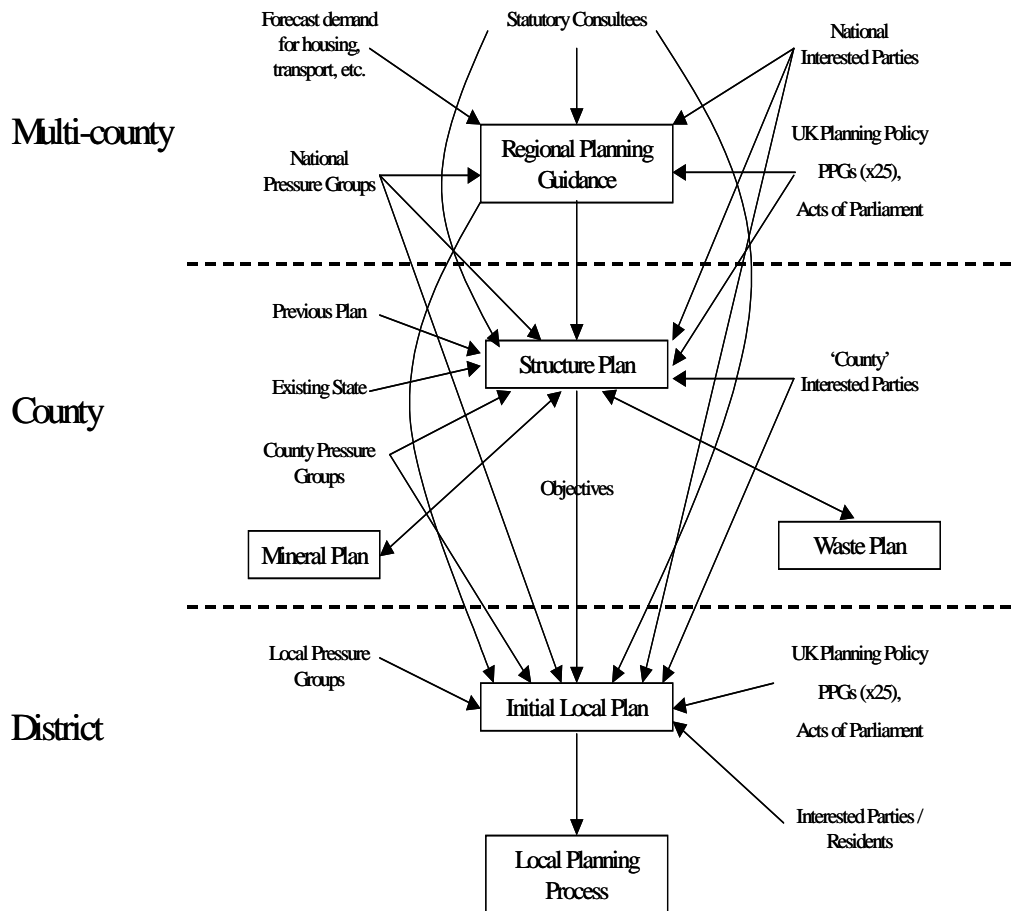 Forecast demand
for housing,
transport, etc.
Statutory Consultees
National
Interested Parties
Multi-county
Regional Planning
Guidance
UK Planning Policy
PPGs (x25),
Acts of Parliament
National
Pressure Groups
Previous Plan
Structure Plan
'County'
Interested Parties
Existing State
County
County Pressure
Groups
Objectives
Mineral Plan
Waste Plan
Local Pressure
Groups
UK Planning Policy
PPGs (x25),
Acts of Parliament
Initial Local Plan
District
Interested Parties /
Residents
Local Planning
Process